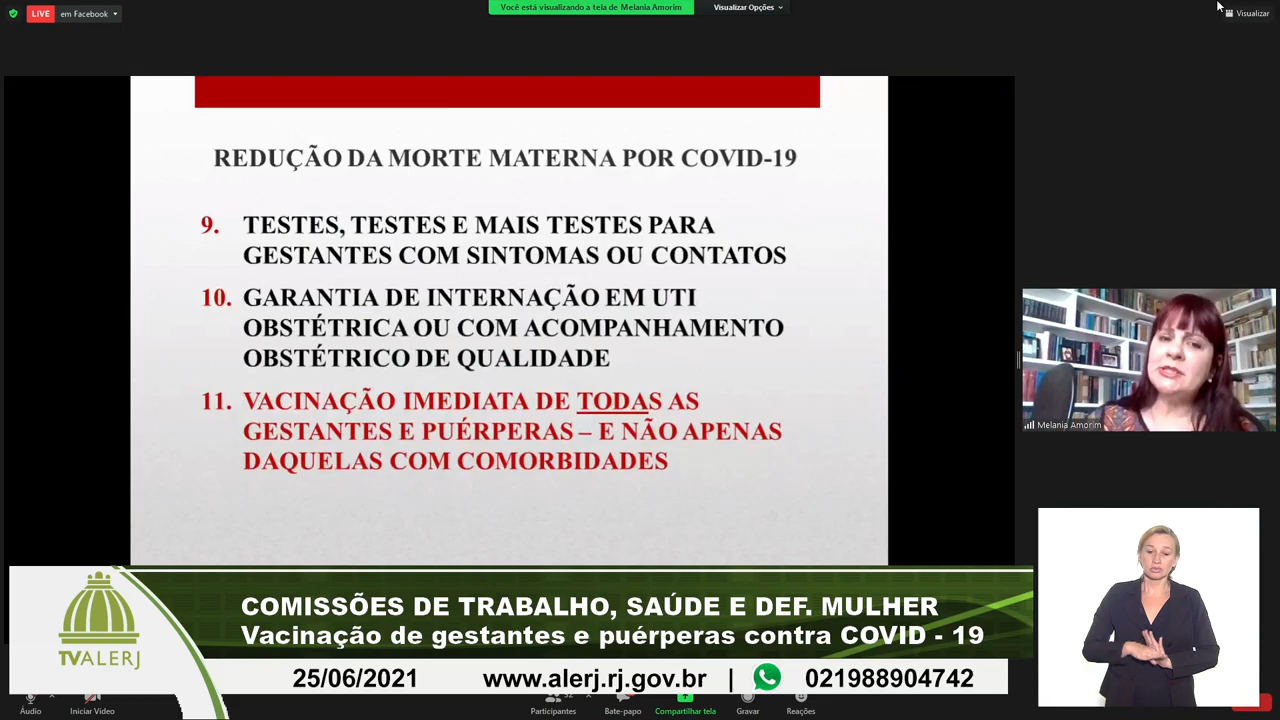 LIVE em Facebook
Você está visualizando a tela de Melania Amorim
Visualizar Opções
Visualizar
REDUÇÃO DA MORTE MATERNA POR COVID-19
9. TESTES, TESTES E MAIS TESTES PARA
GESTANTES COM SINTOMAS OU CONTATOS
10. GARANTIA DE INTERNAÇÃO EM UTI
OBSTÉTRICA OU COM ACOMPANHAMENTO
OBSTÉTRICO DE QUALIDADE
11. VACINAÇÃO IMEDIATA DE TODAS AS
GESTANTES E PUÉRPERAS – E NÃO APENAS
DAQUELAS COM COMORBIDADES
Melania Amorim
TVALERJ
COMISSÕES DE TRABALHO, SAÚDE E DEF. MULHER
Vacinação de gestantes e puérperas contra COVID - 19
25/06/2021 www.alerj.rj.gov.br | 021988904742
Áudio
Iniciar Vídeo
Participantes
Bate-papo
Compartilhar tela
Gravar
Reações